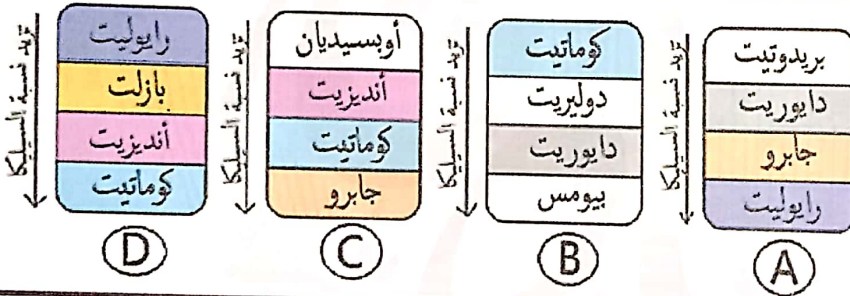 تزيد نسبة السيليكا
بريدوتيت
دايوريت
جابرو
رايوليت
A
تزيد نسبة السيليكا
كوماتيت
دوليريت
دايوريت
بيومس
B
تزيد نسبة السيليكا
أوبسيديان
أنديزيت
كوماتيت
جابرو
C
تزيد نسبة السيليكا
رايوليت
بازلت
أنديزيت
كوماتيت
D